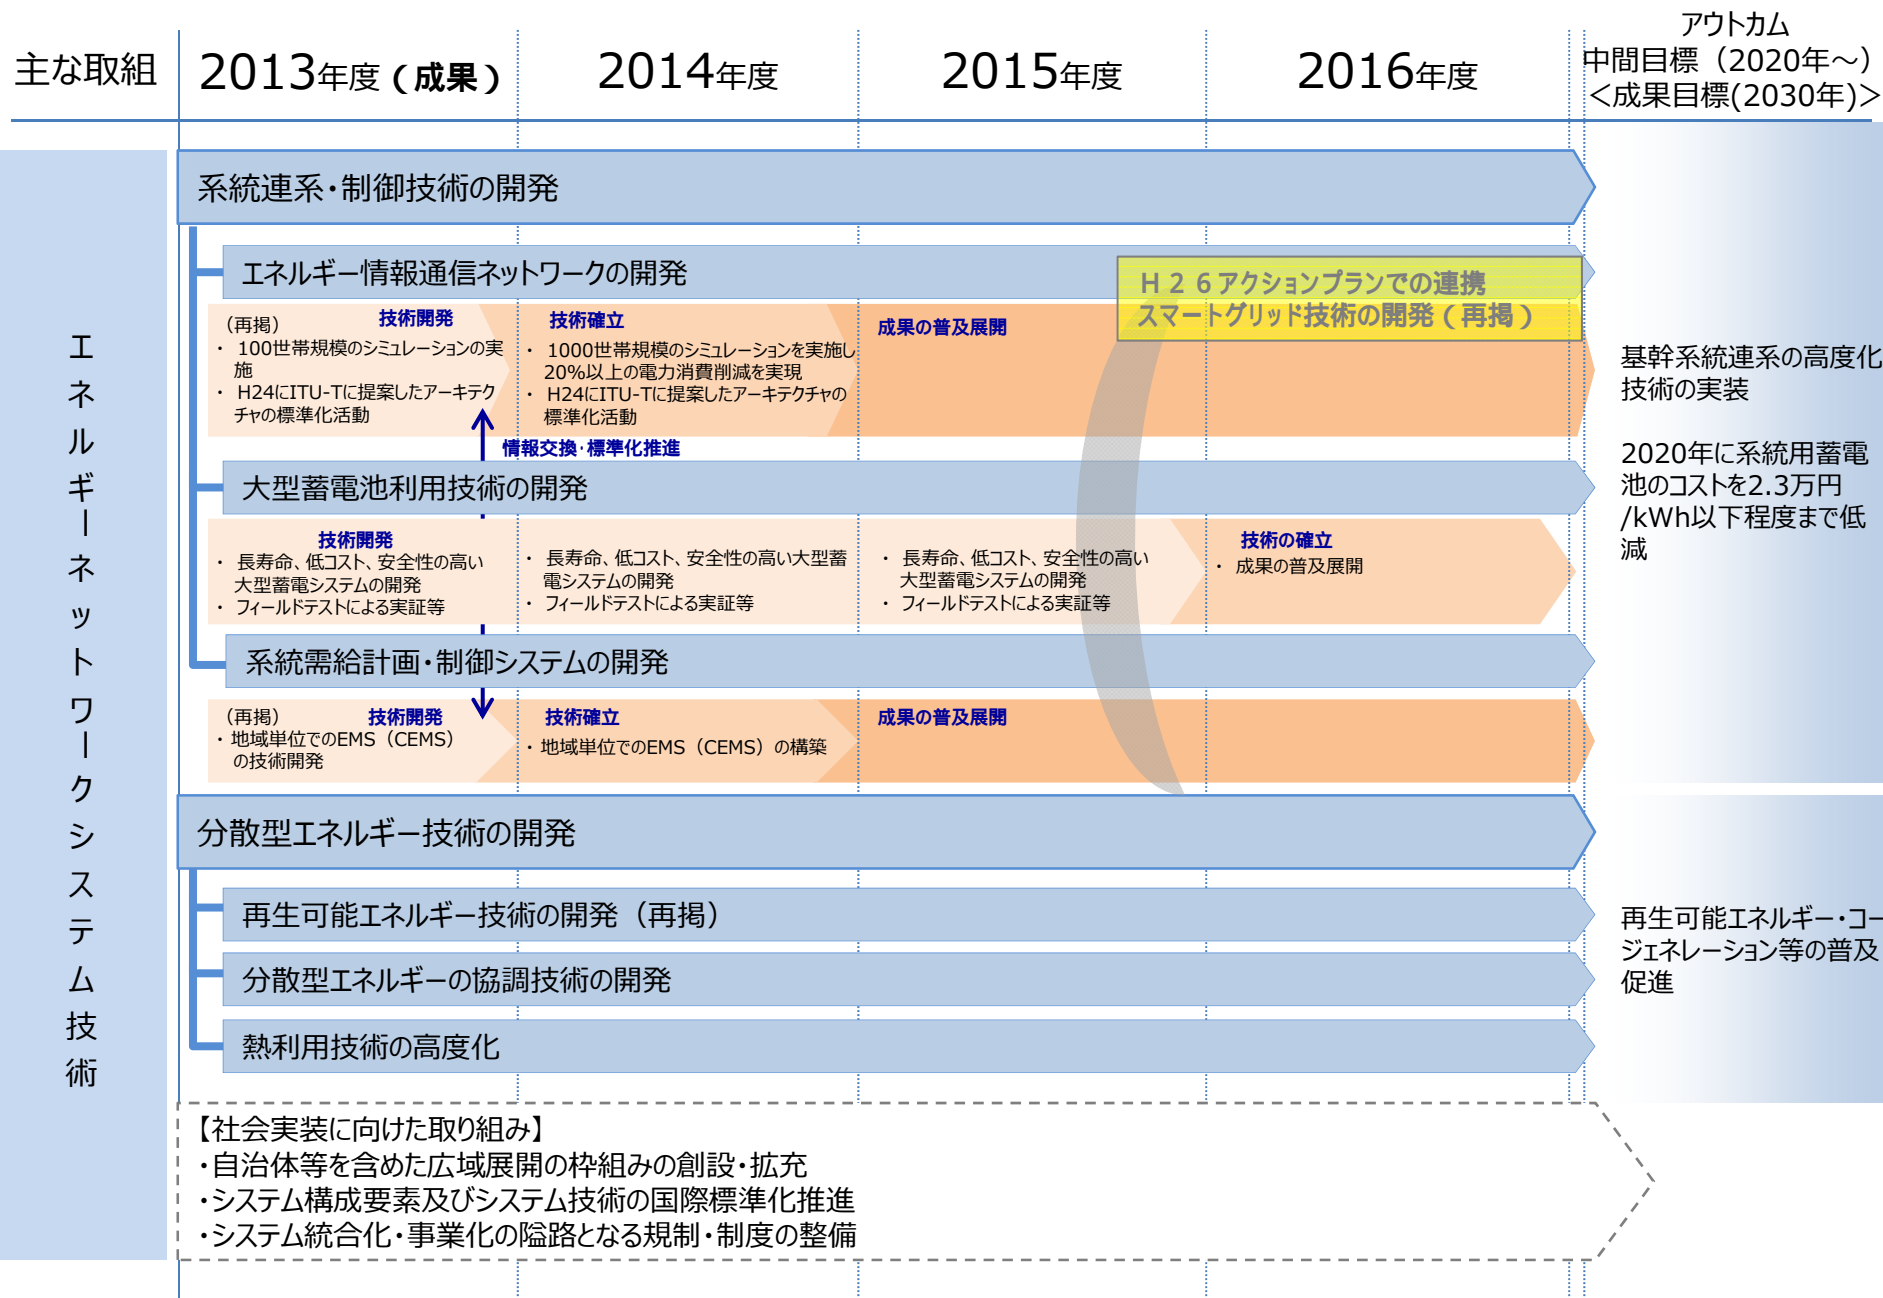 主な取組
2013年度(成果)
2014年度
2015年度
2016年度
アウトカム
中間目標（2020年～）
＜成果目標(2030年)＞
エネルギーネットワークシステム技術
系統連系・制御技術の開発
エネルギー情報通信ネットワークの開発
H26アクションプランでの連携
スマートグリッド技術の開発(再掲)
（再掲）
技術開発
・ 100世帯規模のシミュレーションの実
施
・ H24にITU-Tに提案したアーキテク
チャの標準化活動
技術確立
・ 1000世帯規模のシミュレーションを実施し
20%以上の電力消費削減を実現
・ H24にITU-Tに提案したアーキテクチャの
標準化活動
成果の普及展開
情報交換・標準化推進
大型蓄電池利用技術の開発
技術開発
・ 長寿命、低コスト、安全性の高い
大型蓄電システムの開発
・ フィールドテストによる実証等
・ 長寿命、低コスト、安全性の高い大型蓄
電システムの開発
・ フィールドテストによる実証等
・ 長寿命、低コスト、安全性の高い
大型蓄電システムの開発
・ フィールドテストによる実証等
技術の確立
・ 成果の普及展開
系統需給計画・制御システムの開発
（再掲）
技術開発
・地域単位でのEMS（CEMS）
の技術開発
技術確立
・地域単位でのEMS（CEMS）の構築
成果の普及展開
基幹系統連系の高度化
技術の実装
2020年に系統用蓄電
池のコストを2.3万円
/kWh以下程度まで低
減
分散型エネルギー技術の開発
再生可能エネルギー技術の開発（再掲）
分散型エネルギーの協調技術の開発
熱利用技術の高度化
再生可能エネルギー・コー
ジェネレーション等の普及
促進
【社会実装に向けた取り組み】
・自治体等を含めた広域展開の枠組みの創設・拡充
・システム構成要素及びシステム技術の国際標準化推進
・システム統合化・事業化の隘路となる規制・制度の整備